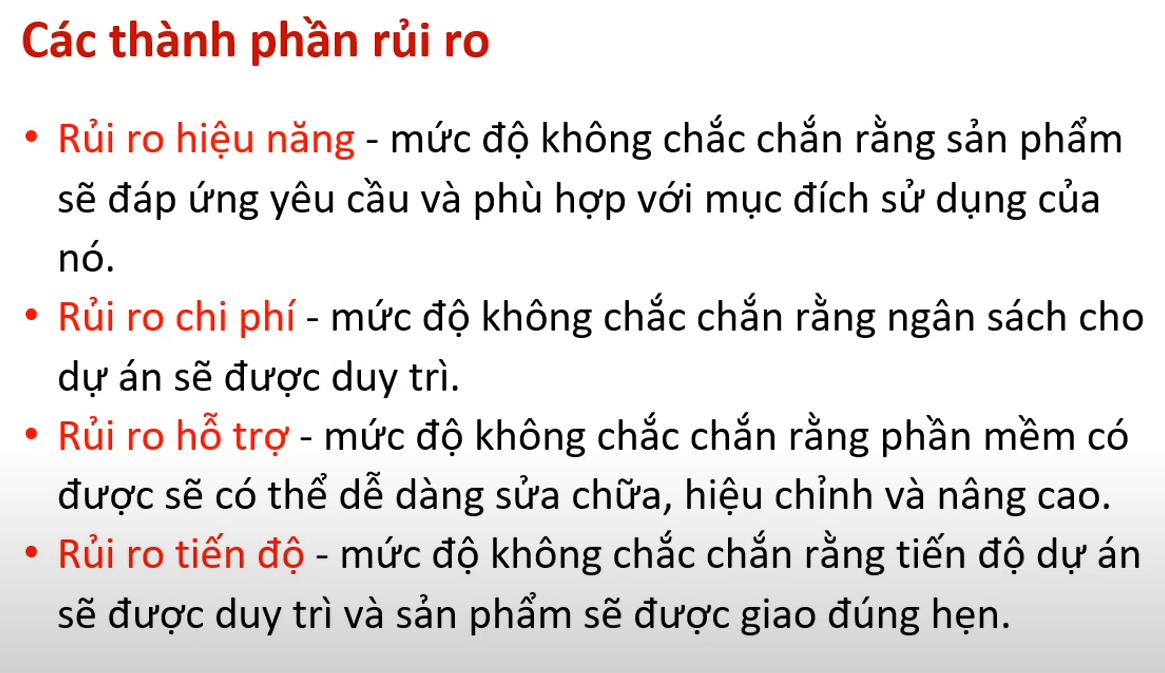 Các thành phần rủi ro
• Rủi ro hiệu năng - mức độ không chắc chắn rằng sản phẩm
sẽ đáp ứng yêu cầu và phù hợp với mục đích sử dụng của
nó.
• Rủi ro chi phí - mức độ không chắc chắn rằng ngân sách cho
dự án sẽ được duy trì.
• Rủi ro hỗ trợ - mức độ không chắc chắn rằng phần mềm có
được sẽ có thể dễ dàng sửa chữa, hiệu chỉnh và nâng cao.
• Rủi ro tiến độ - mức độ không chắc chắn rằng tiến độ dự án
sẽ được duy trì và sản phẩm sẽ được giao đúng hẹn.